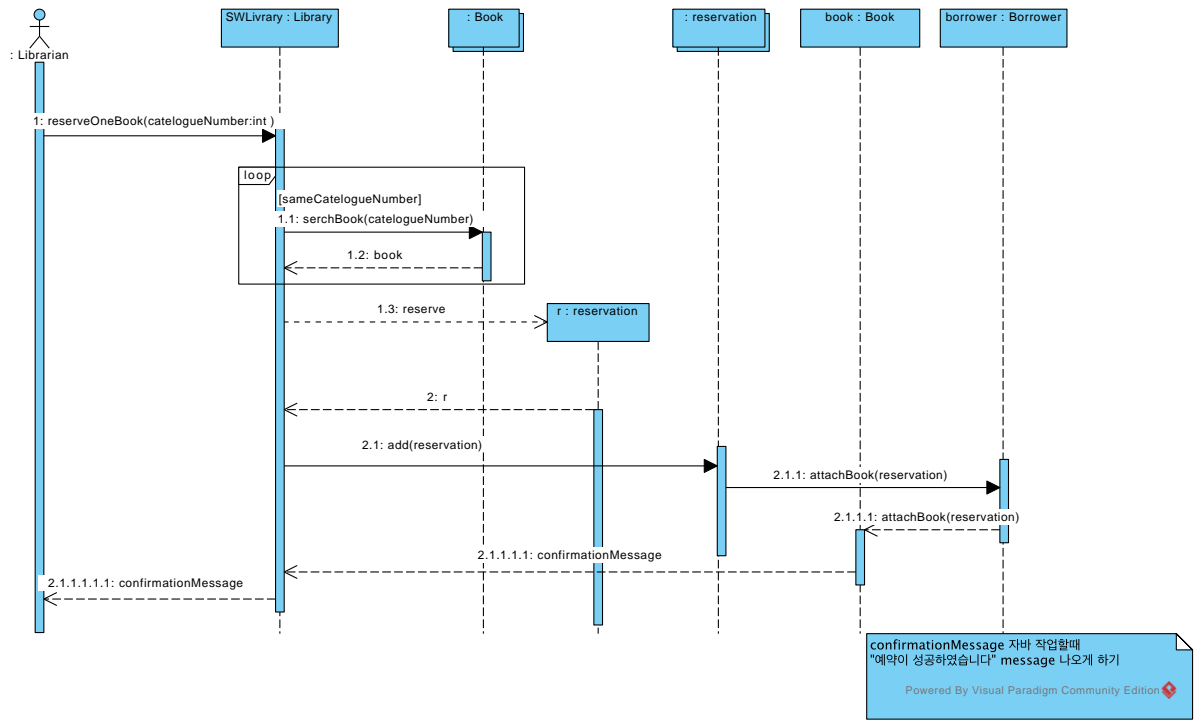 SWLivrary : Library
: Book
: reservation
book : Book
borrower : Borrower
: Librarian
1: reserveOneBook(catelogueNumber:int )
loop
[sameCatelogueNumber]
1.1: serchBook(catelogueNumber)
1.2: book
1.3: reserve
r : reservation
2: r
2.1: add(reservation)
2.1.1: attachBook(reservation)
2.1.1.1: attachBook(reservation)
2.1.1.1.1: confirmationMessage
2.1.1.1.1.1: confirmationMessage
confirmationMessage 자바 작업할때
"예약이 성공하였습니다" message 나오게 하기
Powered By Visual Paradigm Community Edition